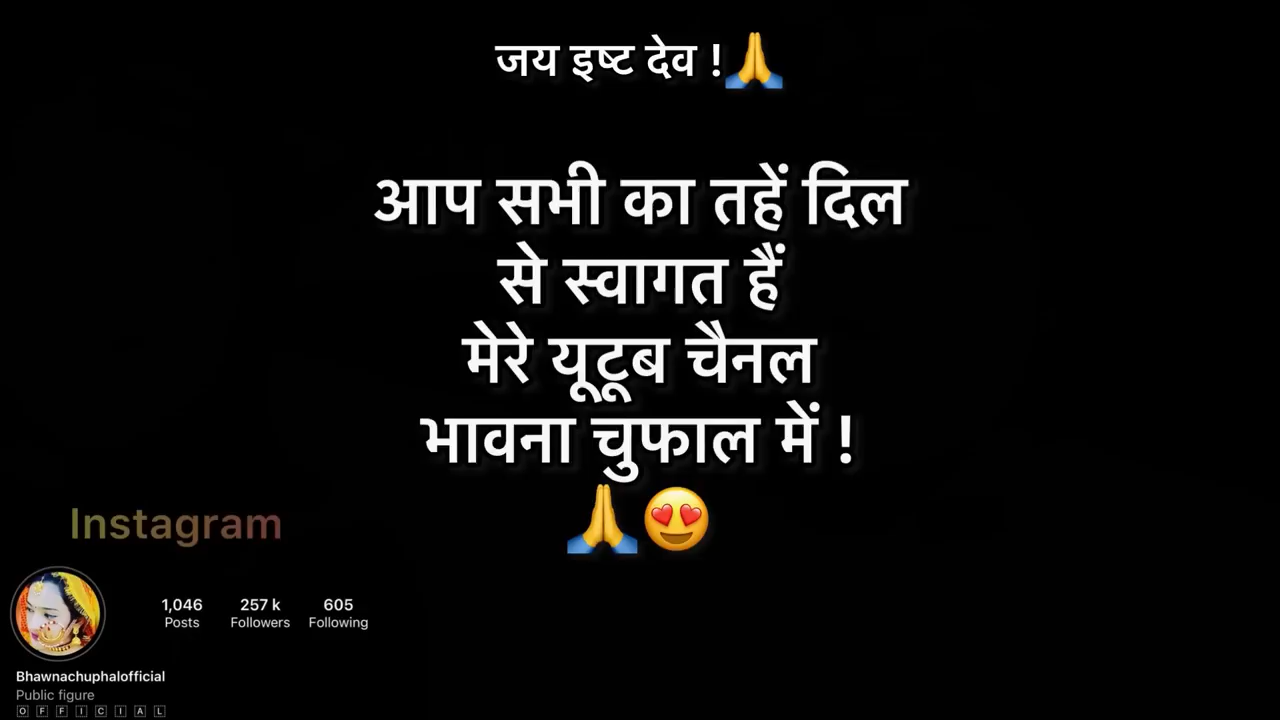 जय इष्ट देव !🙏
आप सभी का तहें दिल
से स्वागत हैं
मेरे यूटूब चैनल
भावना चुफाल में !
🙏😍
Instagram
1,046 257 k 605
Posts Followers Following
Bhawnachuphalofficial
Public figure
🄾 🄵 🄵 🄸 🄲 🄸 🄰 🄻